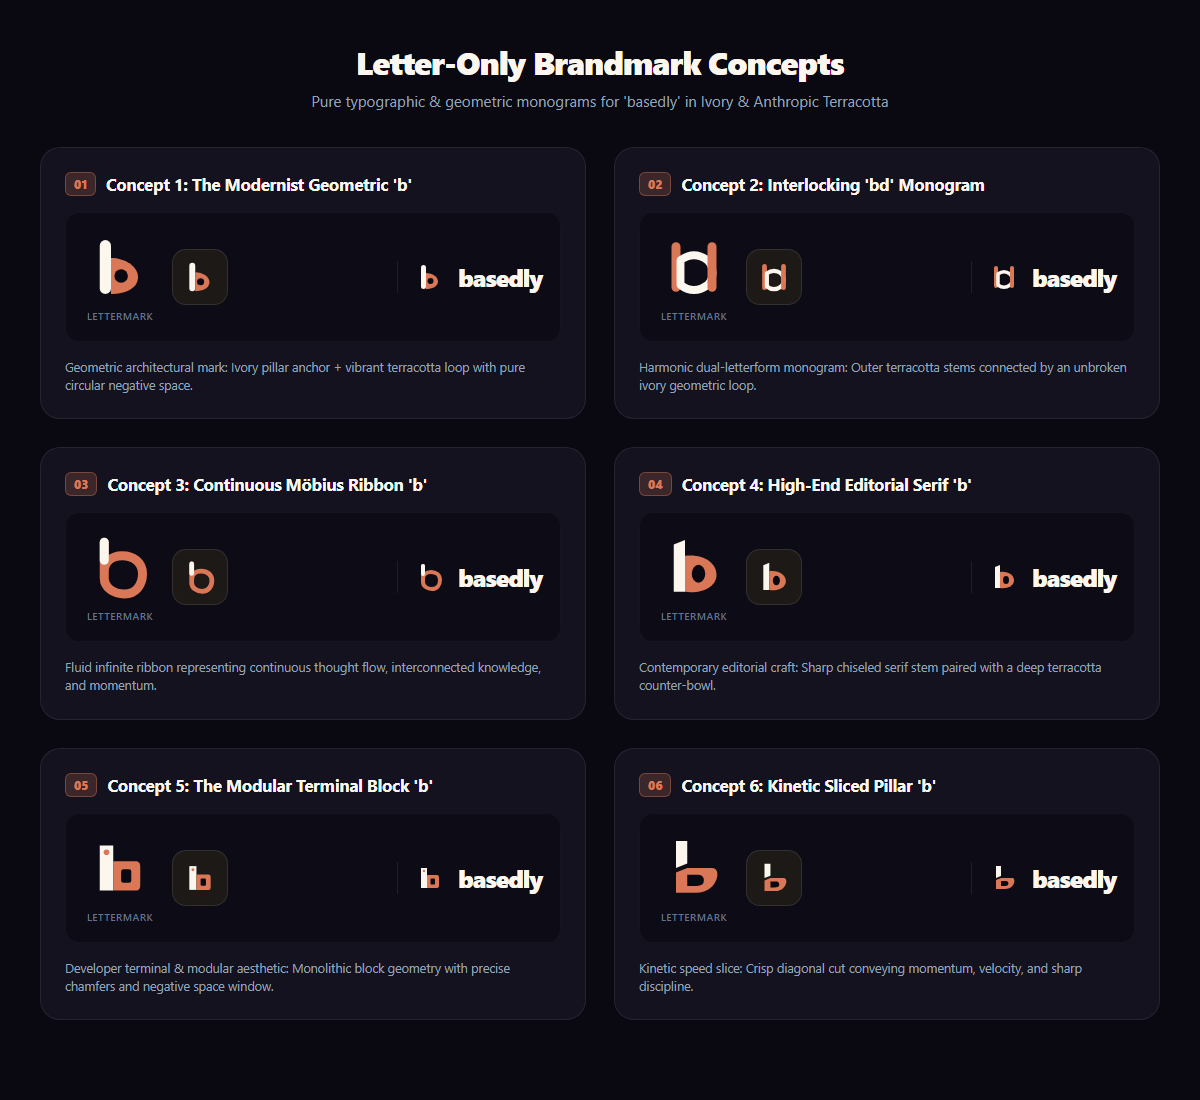 Letter-Only Brandmark Concepts
Pure typographic & geometric monograms for 'basedly' in Ivory & Anthropic Terracotta
01 Concept 1: The Modernist Geometric 'b'
b b b basedly
LETTERMARK
Geometric architectural mark: Ivory pillar anchor + vibrant terracotta loop with pure
circular negative space.
02 Concept 2: Interlocking 'bd' Monogram
basedly
LETTERMARK
Harmonic dual-letterform monogram: Outer terracotta stems connected by an unbroken
ivory geometric loop.
03 Concept 3: Continuous Möbius Ribbon 'b'
b b b basedly
LETTERMARK
Fluid infinite ribbon representing continuous thought flow, interconnected knowledge,
and momentum.
04 Concept 4: High-End Editorial Serif 'b'
b b b basedly
LETTERMARK
Contemporary editorial craft: Sharp chiseled serif stem paired with a deep terracotta
counter-bowl.
05 Concept 5: The Modular Terminal Block 'b'
b b b basedly
LETTERMARK
Developer terminal & modular aesthetic: Monolithic block geometry with precise
chamfers and negative space window.
06 Concept 6: Kinetic Sliced Pillar 'b'
b b b basedly
LETTERMARK
Kinetic speed slice: Crisp diagonal cut conveying momentum, velocity, and sharp
discipline.